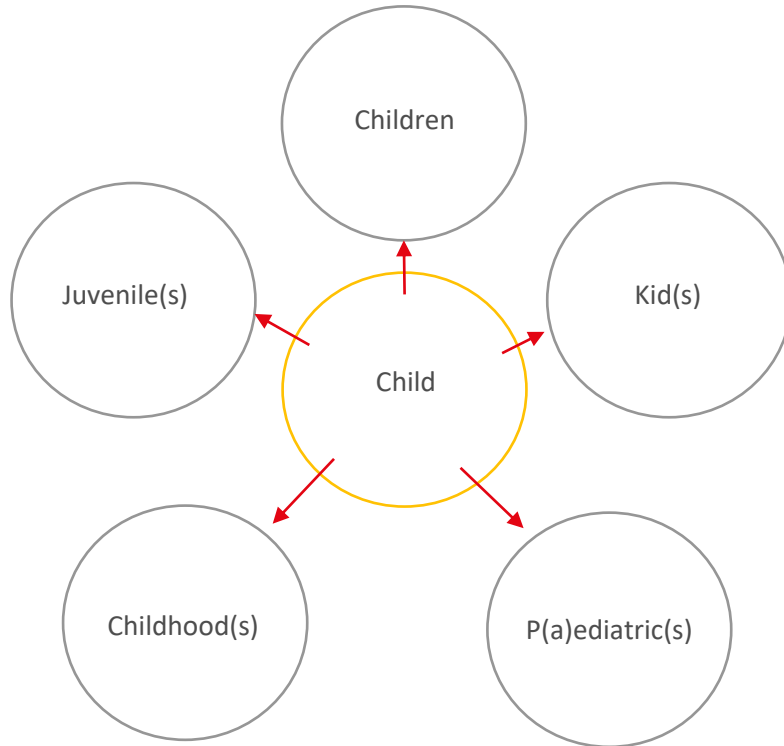 Children
Juvenile(s)
Kid(s)
Child
Childhood(s)
P(a)ediatric(s)